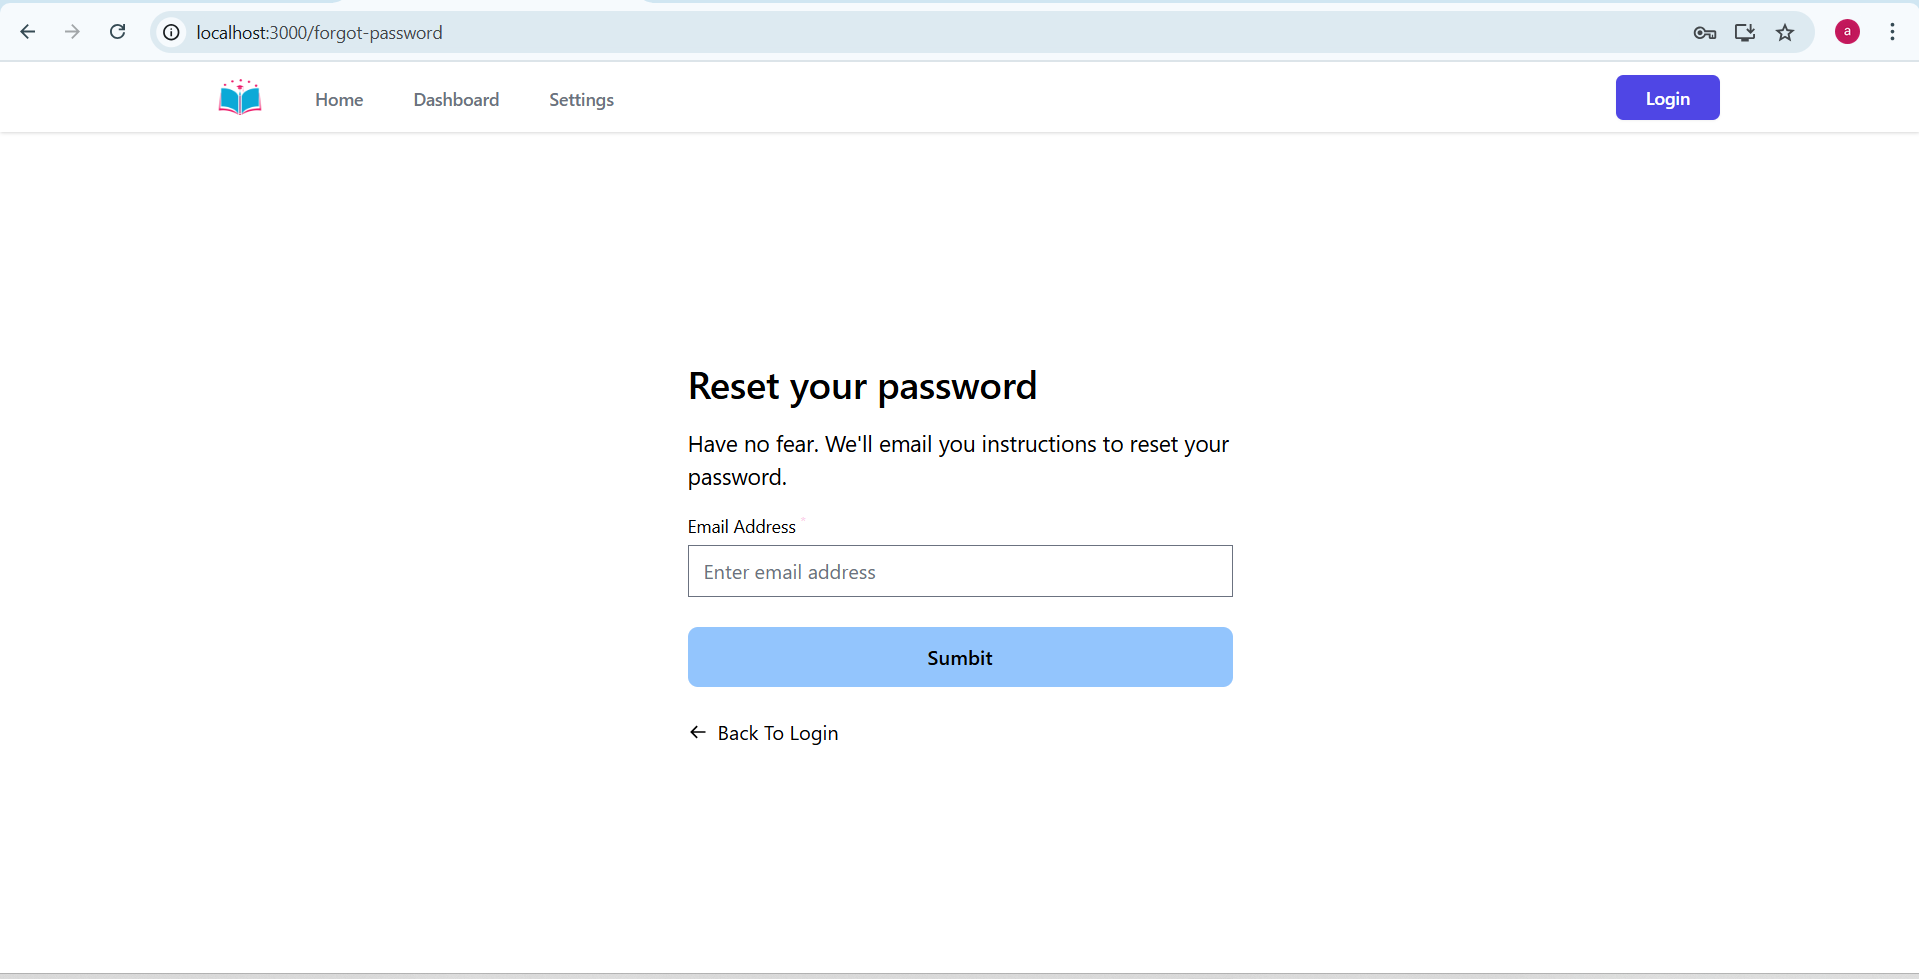 localhost:3000/forgot-password
a
Home Dashboard Settings Login
Reset your password
Have no fear. We'll email you instructions to reset your
password.
Email Address *
Enter email address
Sumbit
Back To Login